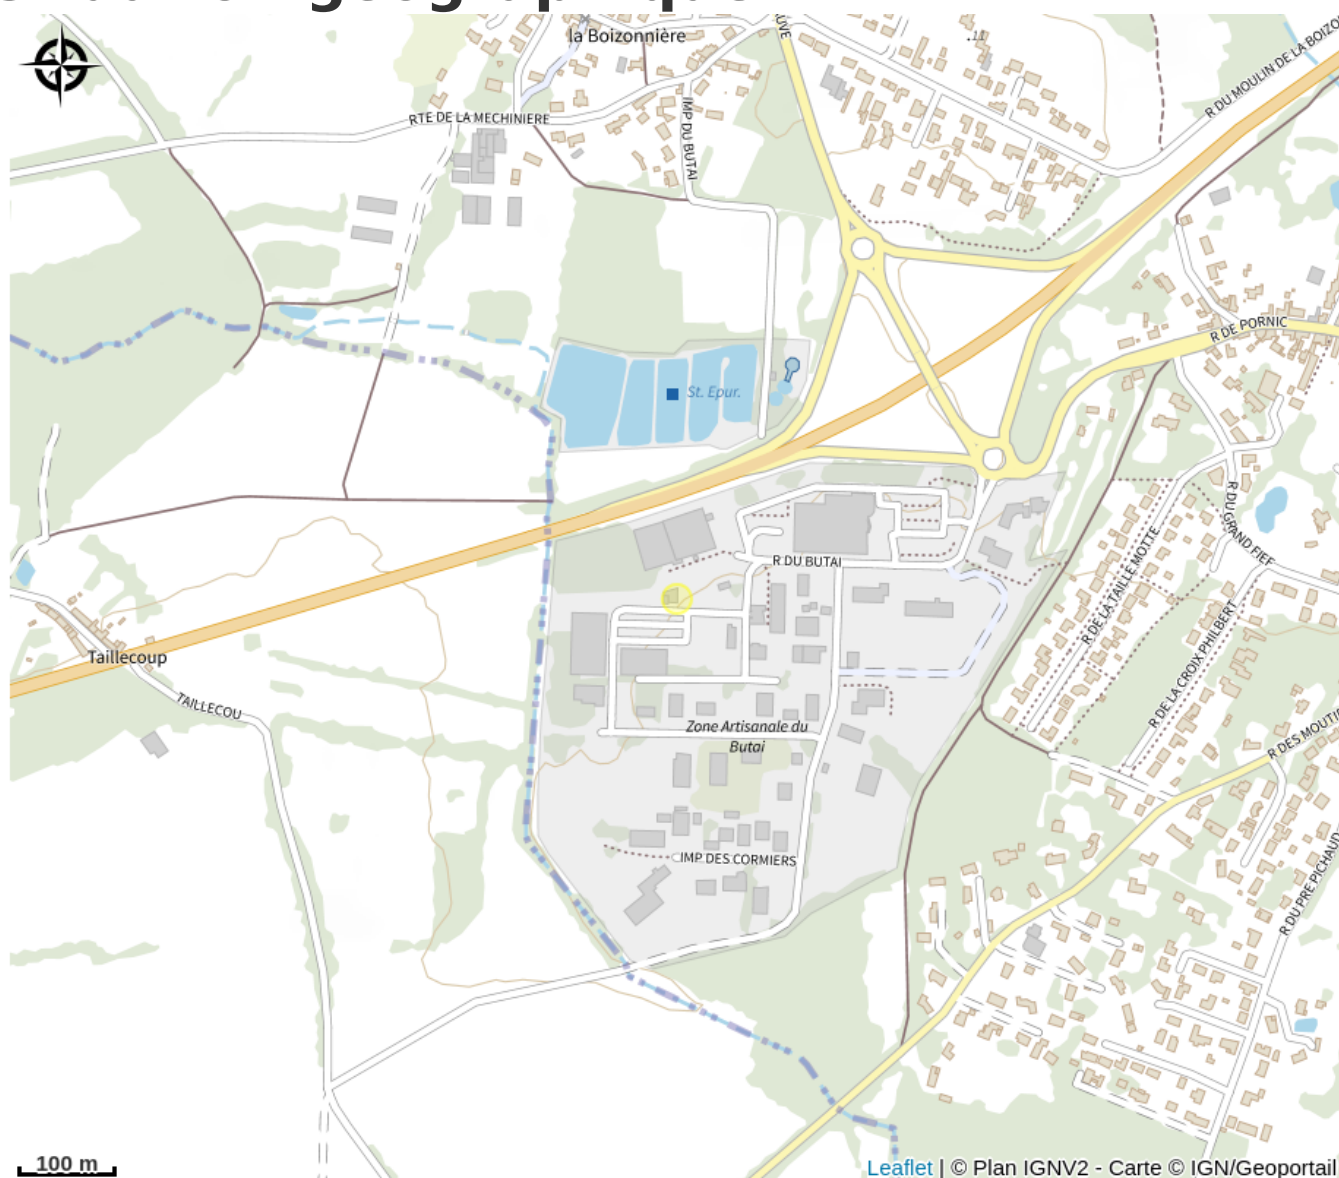 la Boizonnière
11
R DU MOULIN DE LA BOIZO
RTE DE LA MECHINIERE
IMP DU BUTAI
R DE PORNIC
St. Epur.
R DU GRAND FIEF
R DU BUTAI
R DE LA TAILLE MOTTE
R DE LA CROIX PHILBERT
Taillecoup
TAILLECOU
Zone Artisanale du
Butai
R DES MOUTI
IMP DES CORMIERS
R DU PRE PICHAUD
100 m
Leaflet | © Plan IGNV2 - Carte © IGN/Geoportail